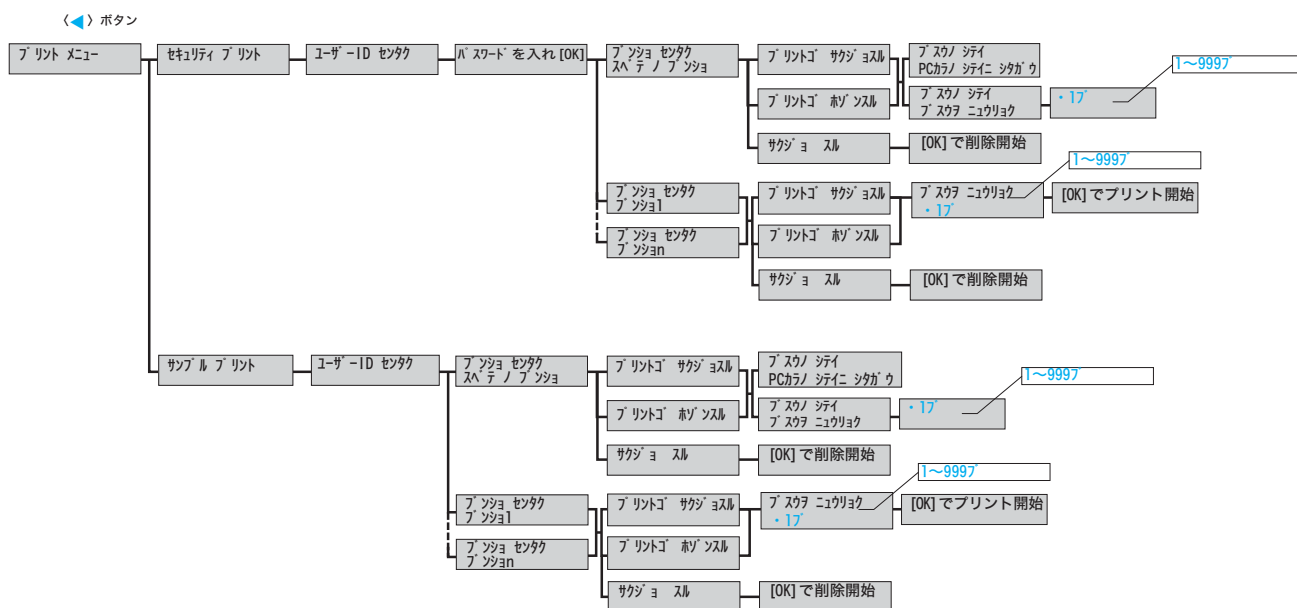 〈◀〉ボタン
ﾌﾟﾘﾝﾄ ﾒﾆｭｰ
ｾｷｭﾘﾃｨ ﾌﾟﾘﾝﾄ
ﾕｰｻﾞｰID ｾﾝﾀｸ
ﾊﾟｽﾜｰﾄﾞを入れ[OK]
ﾌﾞﾝｼｮ ｾﾝﾀｸ
ｽﾍﾞﾃ ﾉ ﾌﾞﾝｼｮ
ﾌﾟﾘﾝﾄｺﾞ ｻｸｼﾞｮｽﾙ
ﾌﾞｽｳﾉ ｼﾃｲ
PCｶﾗﾉ ｼﾃｲﾆ ｼﾀｶﾞｳ
1〜999ﾌﾞ
ﾌﾟﾘﾝﾄｺﾞ ﾎｿﾞﾝｽﾙ
ﾌﾞｽｳﾉ ｼﾃｲ
ﾌﾞｽｳｦ ﾆｭｳﾘｮｸ
・1ﾌﾞ
ｻｸｼﾞｮ ｽﾙ
[OK]で削除開始
1〜999ﾌﾞ
ﾌﾞﾝｼｮ ｾﾝﾀｸ
ﾌﾞﾝｼｮ1
ﾌﾟﾘﾝﾄｺﾞ ｻｸｼﾞｮｽﾙ
ﾌﾞｽｳｦ ﾆｭｳﾘｮｸ
・1ﾌﾞ
[OK]でプリント開始
ﾌﾞﾝｼｮ ｾﾝﾀｸ
ﾌﾞﾝｼｮn
ﾌﾟﾘﾝﾄｺﾞ ﾎｿﾞﾝｽﾙ
ｻｸｼﾞｮ ｽﾙ
[OK]で削除開始
ｻﾝﾌﾟﾙ ﾌﾟﾘﾝﾄ
ﾕｰｻﾞｰID ｾﾝﾀｸ
ﾌﾞﾝｼｮ ｾﾝﾀｸ
ｽﾍﾞﾃ ﾉ ﾌﾞﾝｼｮ
ﾌﾟﾘﾝﾄｺﾞ ｻｸｼﾞｮｽﾙ
ﾌﾞｽｳﾉ ｼﾃｲ
PCｶﾗﾉ ｼﾃｲﾆ ｼﾀｶﾞｳ
1〜999ﾌﾞ
ﾌﾟﾘﾝﾄｺﾞ ﾎｿﾞﾝｽﾙ
ﾌﾞｽｳﾉ ｼﾃｲ
ﾌﾞｽｳｦ ﾆｭｳﾘｮｸ
・1ﾌﾞ
ｻｸｼﾞｮ ｽﾙ
[OK]で削除開始
1〜999ﾌﾞ
ﾌﾞﾝｼｮ ｾﾝﾀｸ
ﾌﾞﾝｼｮ1
ﾌﾟﾘﾝﾄｺﾞ ｻｸｼﾞｮｽﾙ
ﾌﾞｽｳｦ ﾆｭｳﾘｮｸ
・1ﾌﾞ
[OK]でプリント開始
ﾌﾞﾝｼｮ ｾﾝﾀｸ
ﾌﾞﾝｼｮn
ﾌﾟﾘﾝﾄｺﾞ ﾎｿﾞﾝｽﾙ
ｻｸｼﾞｮ ｽﾙ
[OK]で削除開始